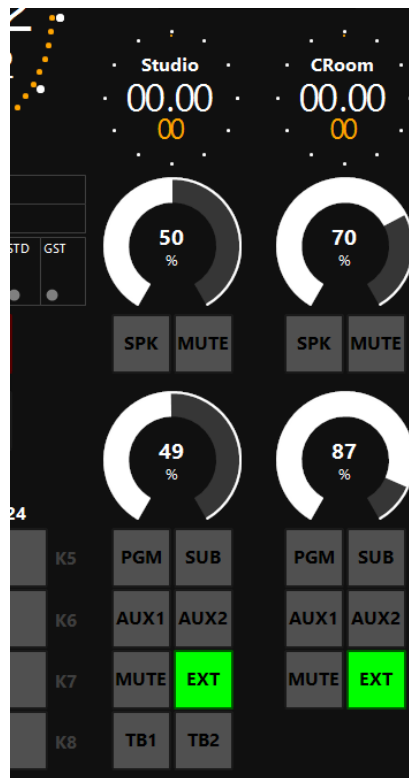 2
Studio CRoom
00.00 00.00
00 00
STD GST
50 70
% %
SPK MUTE SPK MUTE
49 87
% %
24
K5 PGM SUB PGM SUB
K6 AUX1 AUX2 AUX1 AUX2
K7 MUTE EXT MUTE EXT
K8 TB1 TB2